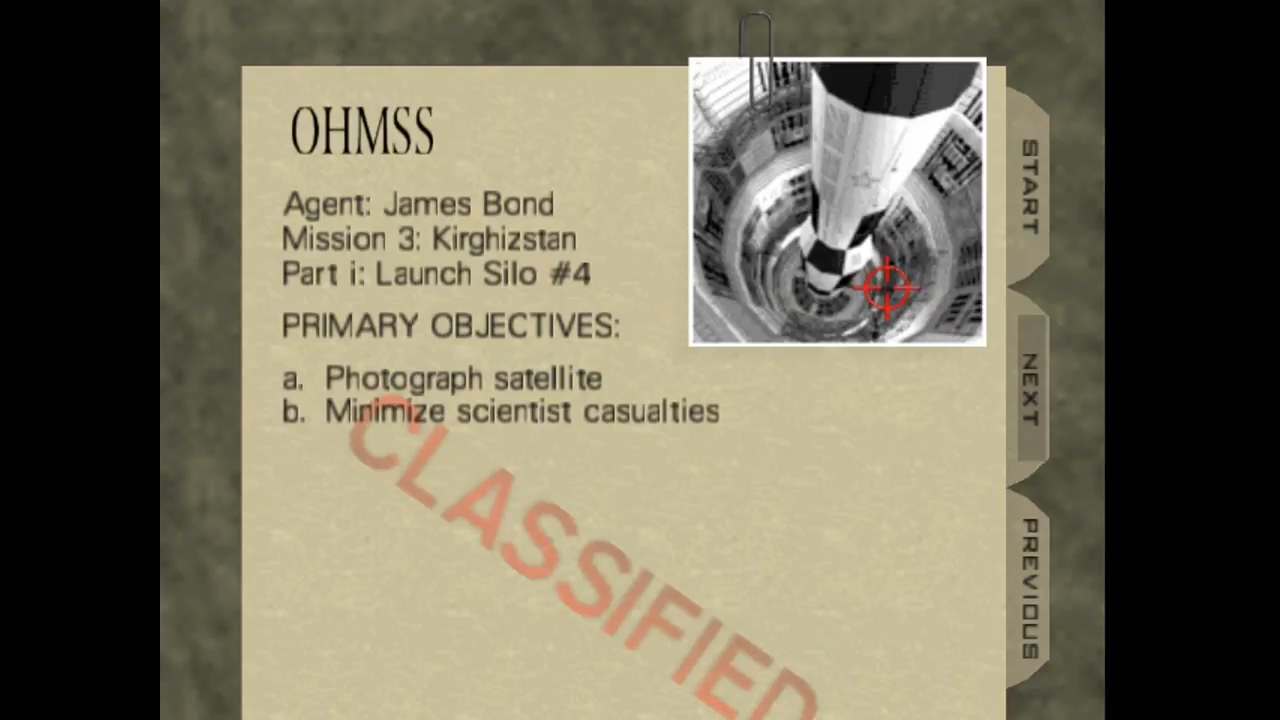 OHMSS
Agent: James Bond
Mission 3: Kirghizstan
Part i: Launch Silo #4
PRIMARY OBJECTIVES:
a. Photograph satellite
b. Minimize scientist casualties
CLASSIFIED
START
NEXT
PREVIOUS